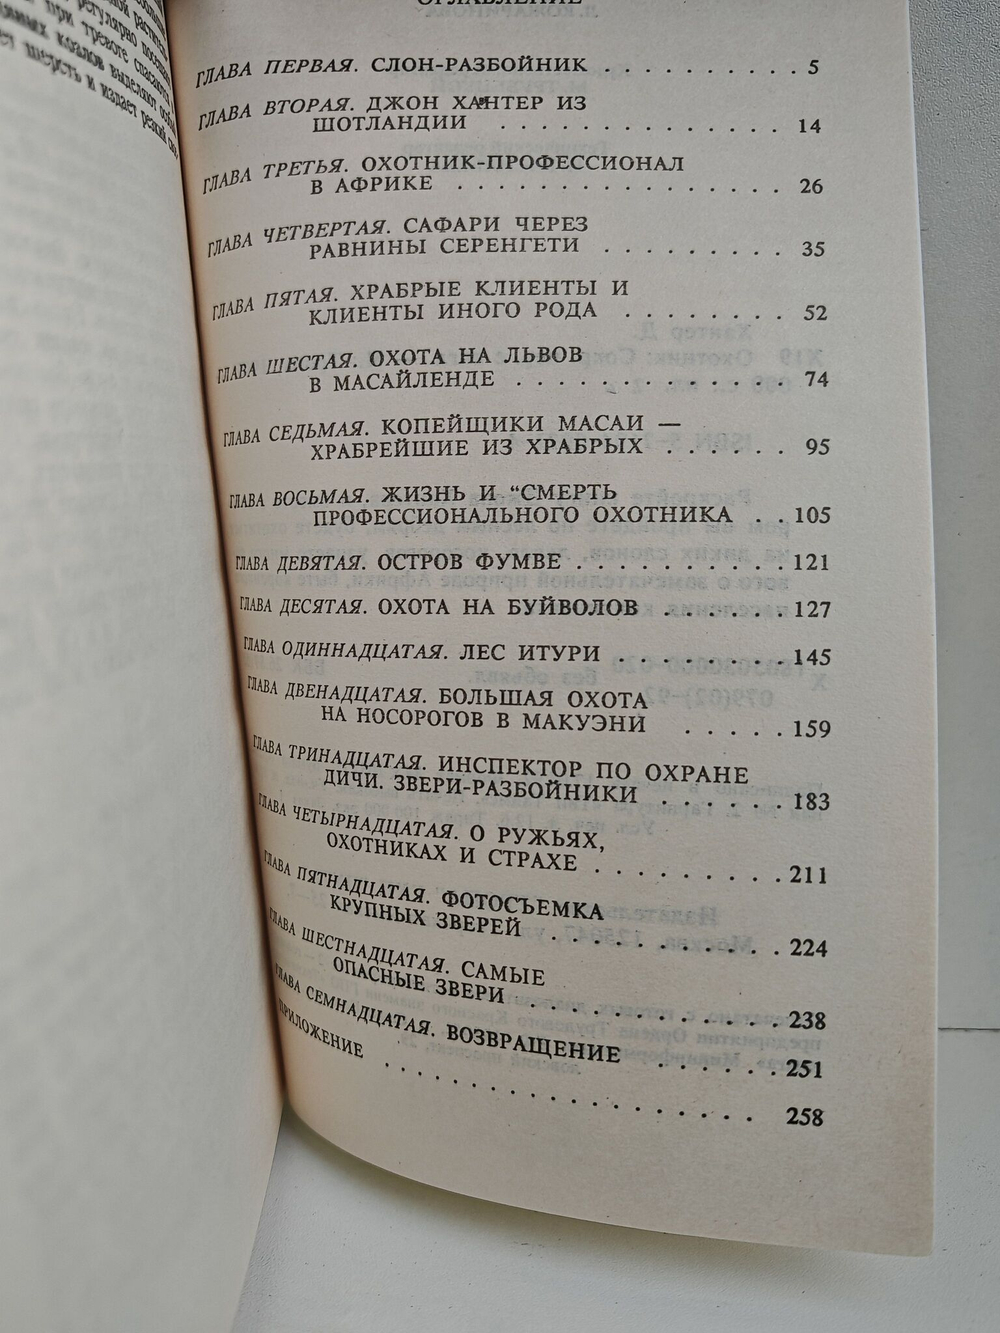 ОГЛАВЛЕНИЕ
ГЛАВА ПЕРВАЯ. СЛОН-РАЗБОЙНИК . . . . . . . . . . 5
ГЛАВА ВТОРАЯ. ДЖОН ХАНТЕР ИЗ
ШОТЛАНДИИ . . . . . . . . . . . . . 14
ГЛАВА ТРЕТЬЯ. ОХОТНИК-ПРОФЕССИОНАЛ
В АФРИКЕ . . . . . . . . . . . . . . . 26
ГЛАВА ЧЕТВЕРТАЯ. САФАРИ ЧЕРЕЗ
РАВНИНЫ СЕРЕНГЕТИ . . . . . . . . . 35
ГЛАВА ПЯТАЯ. ХРАБРЫЕ КЛИЕНТЫ И
КЛИЕНТЫ ИНОГО РОДА . . . . . . . . 52
ГЛАВА ШЕСТАЯ. ОХОТА НА ЛЬВОВ
В МАСАЙЛЕНДЕ . . . . . . . . . . . . . 74
ГЛАВА СЕДЬМАЯ. КОПЕЙЩИКИ МАСАИ —
ХРАБРЕЙШИЕ ИЗ ХРАБРЫХ . . . . . . 95
ГЛАВА ВОСЬМАЯ. ЖИЗНЬ И “СМЕРТЬ
ПРОФЕССИОНАЛЬНОГО ОХОТНИКА . . 105
ГЛАВА ДЕВЯТАЯ. ОСТРОВ ФУМВЕ . . . . . . . . . . 121
ГЛАВА ДЕСЯТАЯ. ОХОТА НА БУЙВОЛОВ . . . . . . 127
ГЛАВА ОДИННАДЦАТАЯ. ЛЕС ИТУРИ . . . . . . . . 145
ГЛАВА ДВЕНАДЦАТАЯ. БОЛЬШАЯ ОХОТА
НА НОСОРОГОВ В МАКУЭНИ . . . . . 159
ГЛАВА ТРИНАДЦАТАЯ. ИНСПЕКТОР ПО ОХРАНЕ
ДИЧИ. ЗВЕРИ-РАЗБОЙНИКИ . . . . . . 183
ГЛАВА ЧЕТЫРНАДЦАТАЯ. О РУЖЬЯХ,
ОХОТНИКАХ И СТРАХЕ . . . . . . . . . 211
ГЛАВА ПЯТНАДЦАТАЯ. ФОТОСЪЕМКА
КРУПНЫХ ЗВЕРЕЙ . . . . . . . . . . . 224
ГЛАВА ШЕСТНАДЦАТАЯ. САМЫЕ
ОПАСНЫЕ ЗВЕРИ . . . . . . . . . . . . 238
ГЛАВА СЕМНАДЦАТАЯ. ВОЗВРАЩЕНИЕ . . . . . . 251
ПРИЛОЖЕНИЕ . . . . . . . . . . . . . . . . . . . 258